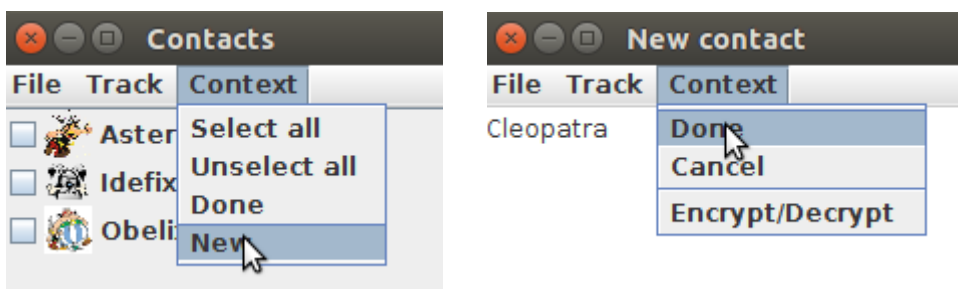 Contacts
File Track Context
Select all
Unselect all
Done
New
Aster
Idefix
Obeli
New contact
File Track Context
Cleopatra
Done
Cancel
Encrypt/Decrypt